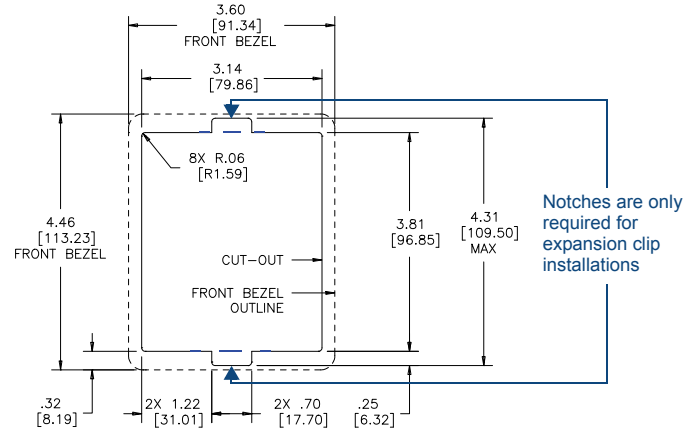 3.60
[91.34]
FRONT BEZEL
3.14
[79.86]
8X R.06
[R1.59]
4.46
[113.23]
FRONT BEZEL
3.81
[96.85]
4.31
[109.50]
MAX
Notches are only
required for
expansion clip
installations
CUT-OUT
FRONT BEZEL
OUTLINE
.32
[8.19]
2X 1.22
[31.01]
2X .70
[17.70]
.25
[6.32]